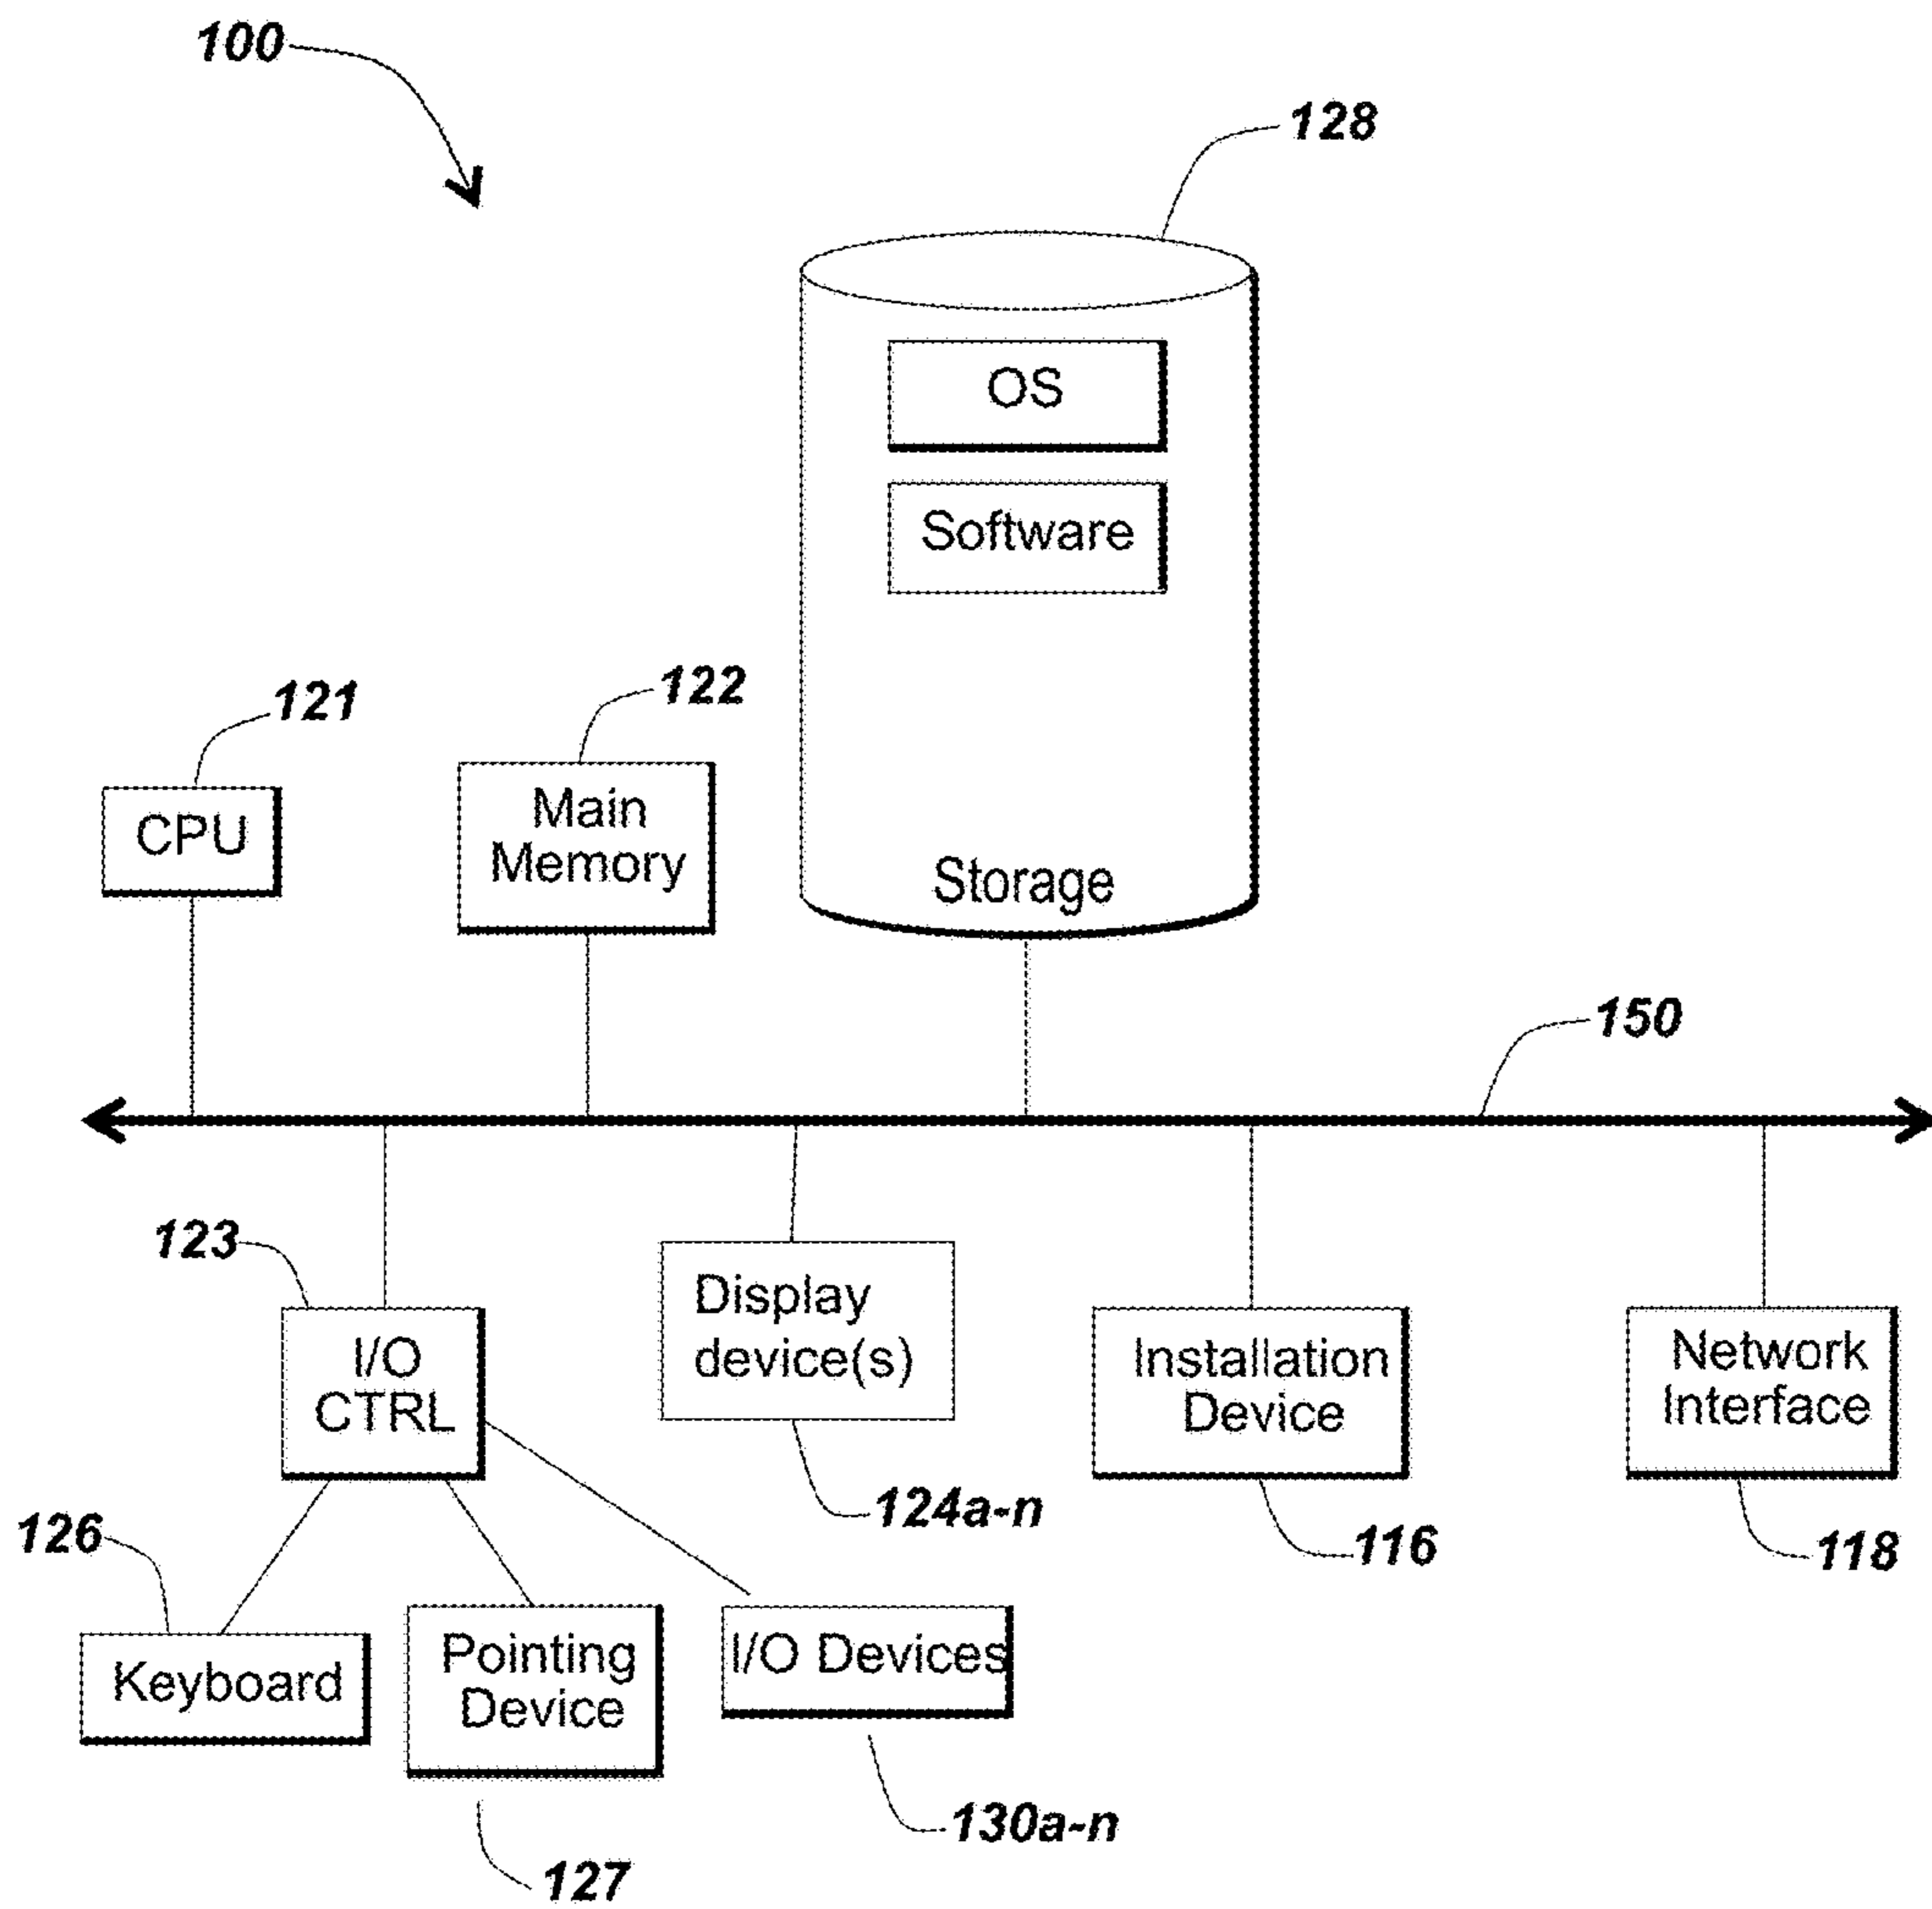 100
128
OS
Software
121
122
CPU
Main
Memory
Storage
150
123
I/O
CTRL
Display
device(s)
Installation
Device
Network
Interface
124a-n
116
118
126
Keyboard
Pointing
Device
I/O Devices
130a-n
127